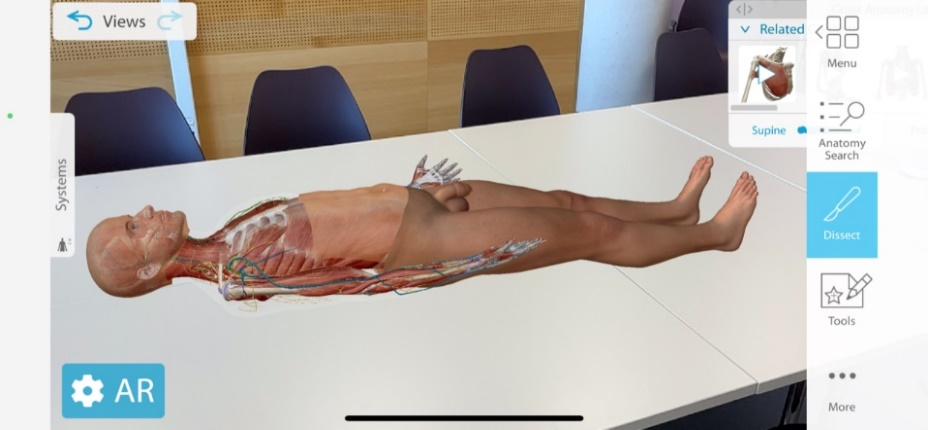 Views
Related
Menu
Supine
Anatomy
Search
Systems
Dissect
Tools
AR
More